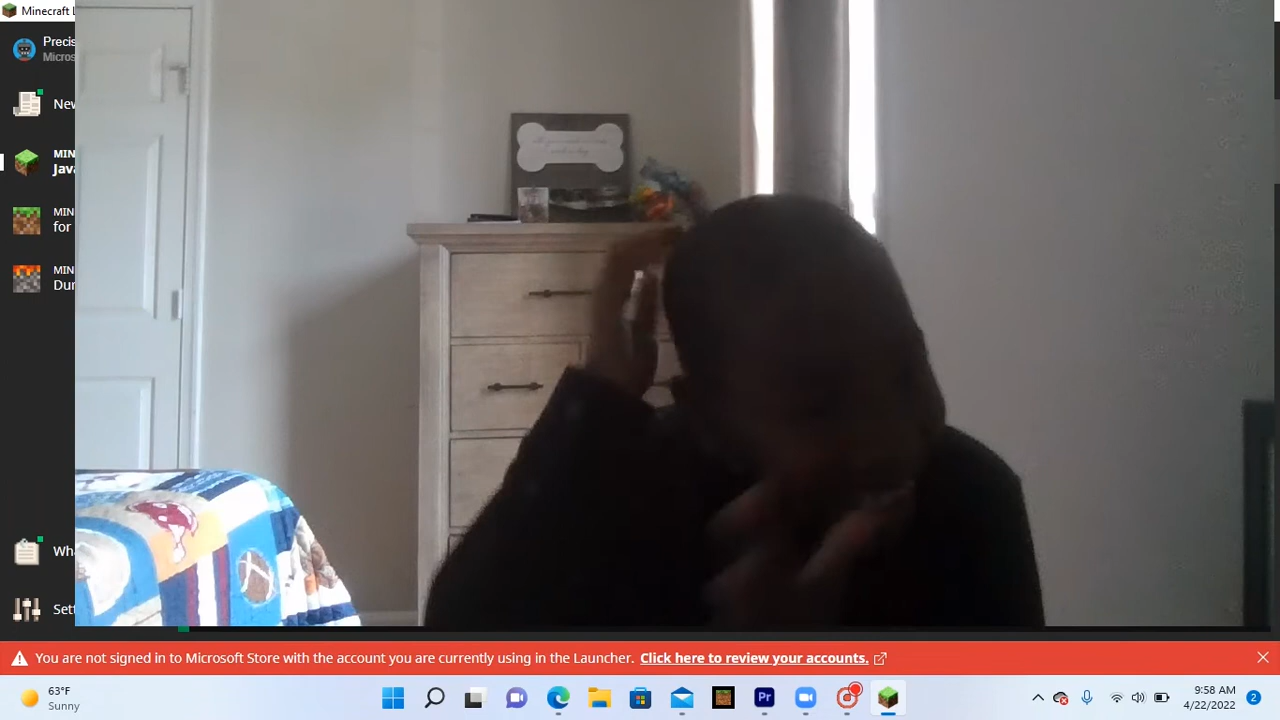 Minecraft L
Precis
Micros
New
MIN
Java
MIN
for
MIN
Dun
Wha
Sett
You are not signed in to Microsoft Store with the account you are currently using in the Launcher. Click here to review your accounts.
63°F
Sunny
Pr
9:58 AM
4/22/2022
2